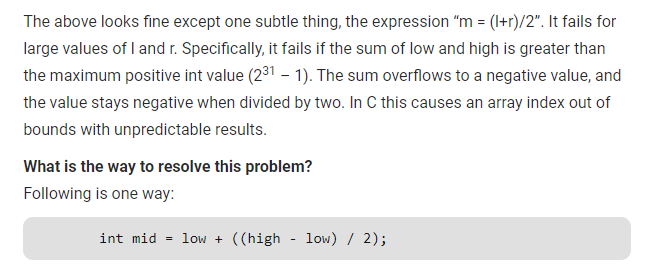 The above looks fine except one subtle thing, the expression “m = (l+r)/2”. It fails for
large values of l and r. Specifically, it fails if the sum of low and high is greater than
the maximum positive int value (2³¹ – 1). The sum overflows to a negative value, and
the value stays negative when divided by two. In C this causes an array index out of
bounds with unpredictable results.
What is the way to resolve this problem?
Following is one way:
int mid = low + ((high - low) / 2);